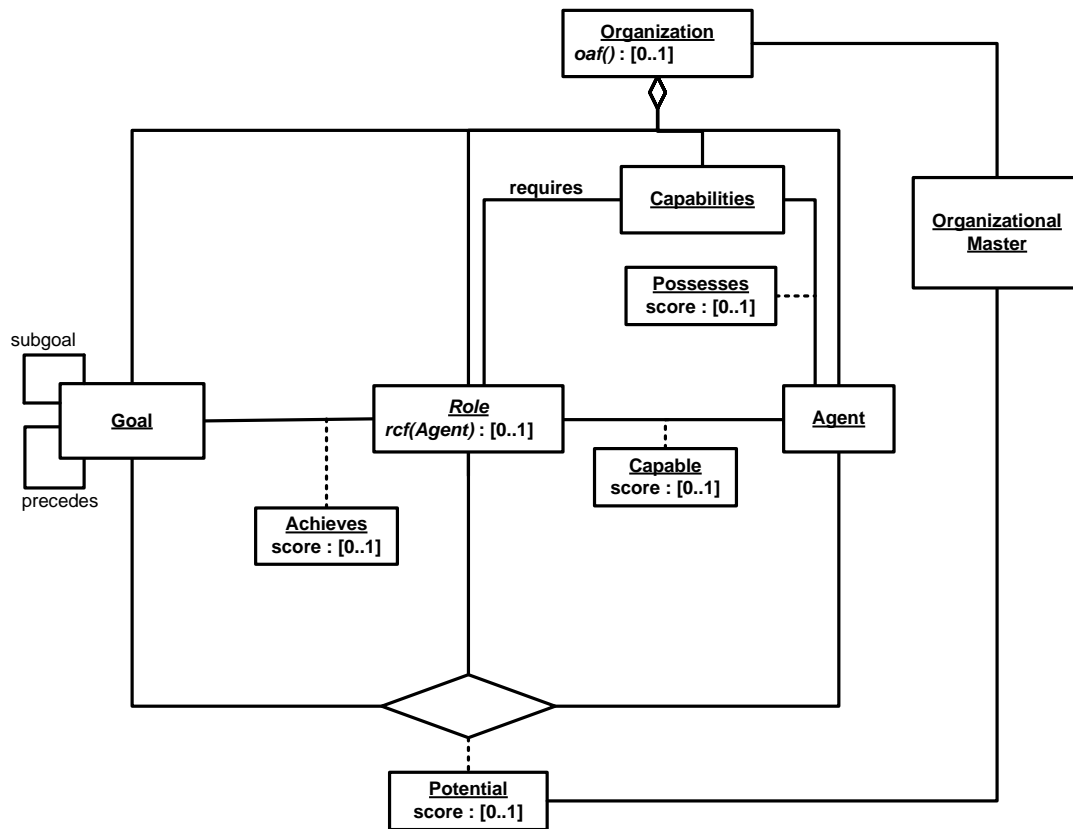 Organization
oaf() : [0..1]
requires
Capabilities
Organizational
Master
Possesses
score : [0..1]
subgoal
Goal
Role
rcf(Agent) : [0..1]
Agent
Capable
score : [0..1]
precedes
Achieves
score : [0..1]
Potential
score : [0..1]